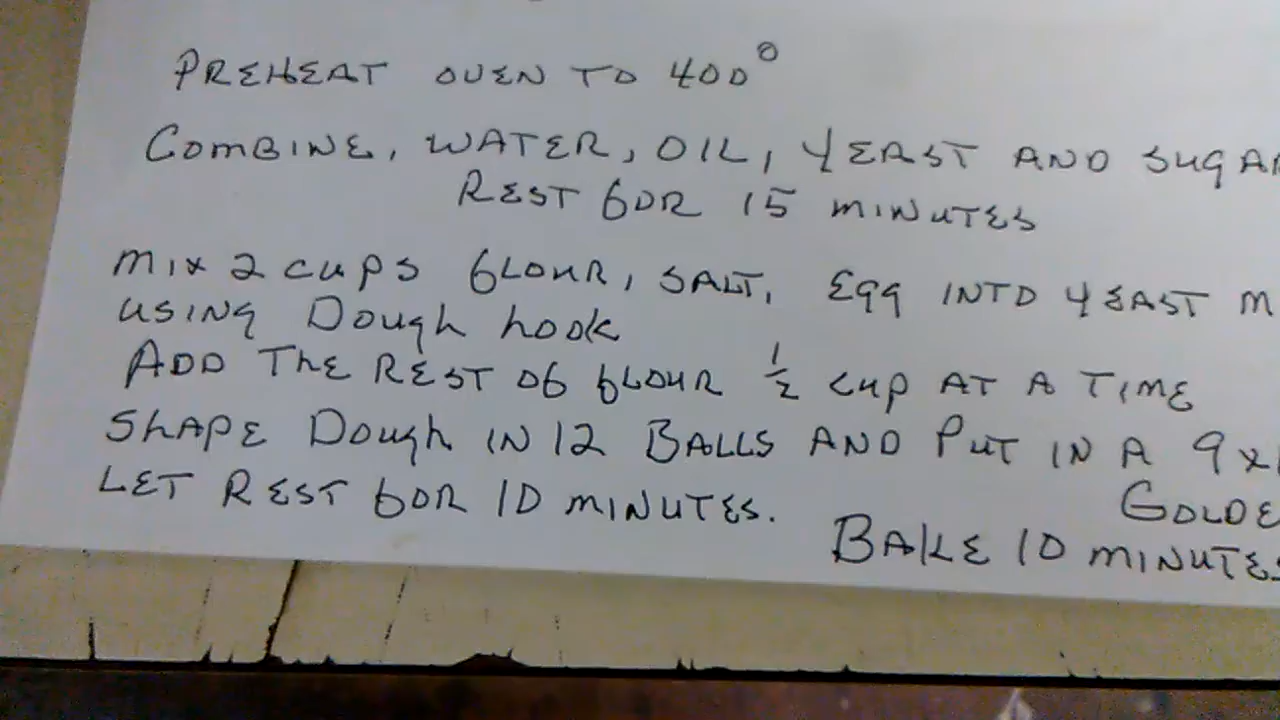 PREHEAT OVEN TO 400°
COMBINE, WATER, OIL, YEAST AND SUGAR
REST FOR 15 MINUTES
MIX 2 CUPS FLOUR, SALT, EGG INTO YEAST M
USING Dough hook
ADD THE REST OF FLOUR 1/2 CUP AT A TIME
SHAPE Dough IN 12 BALLS AND PUT IN A 9x
LET REST FOR 10 MINUTES.
GOLDE
BAKE 10 MINUTES